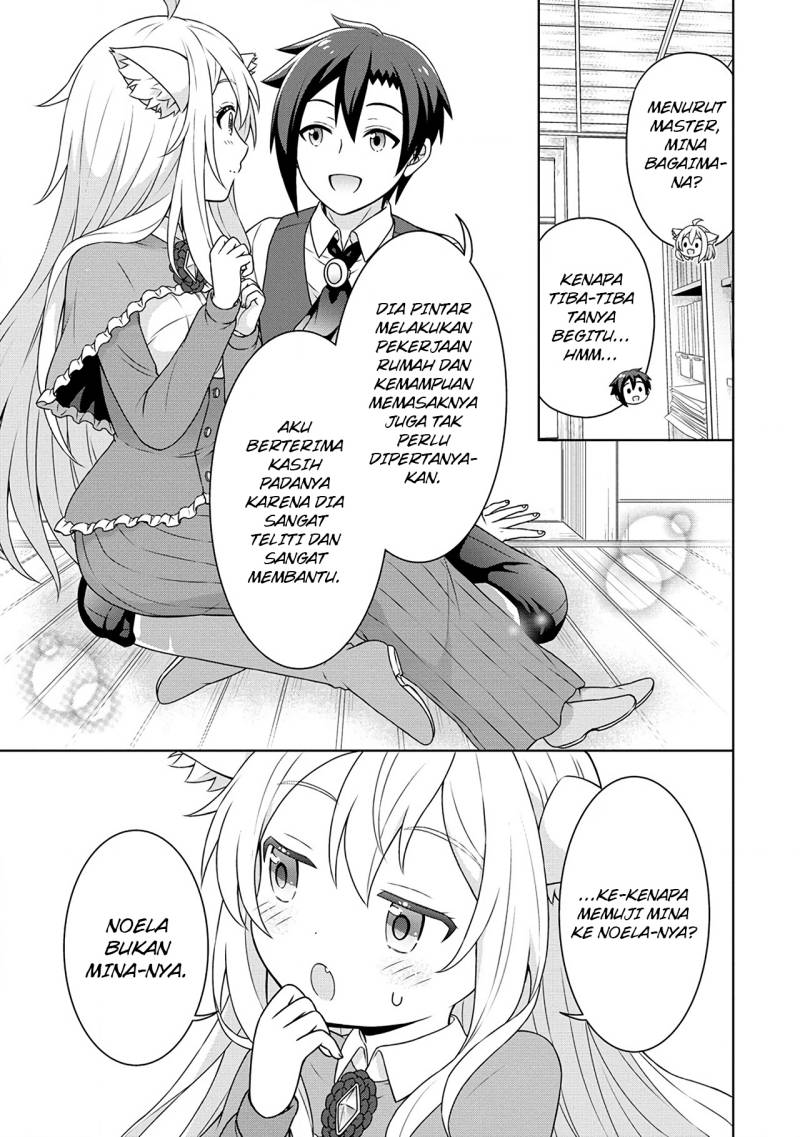 MENURUT
MASTER,
MINA
BAGAIMA-
NA?
KENAPA
TIBA-TIBA
TANYA
BEGITU...
HMM...
DIA PINTAR
MELAKUKAN
PEKERJAAN
RUMAH DAN
KEMAMPUAN
MEMASAKNYA
JUGA TAK
PERLU
DIPERTANYA-
KAN.
AKU
BERTERIMA
KASIH
PADANYA
KARENA DIA
SANGAT
TELITI DAN
SANGAT
MEMBANTU.
...KE-KENAPA
MEMUJI MINA
KE NOELA-NYA?
NOELA
BUKAN
MINA-NYA.